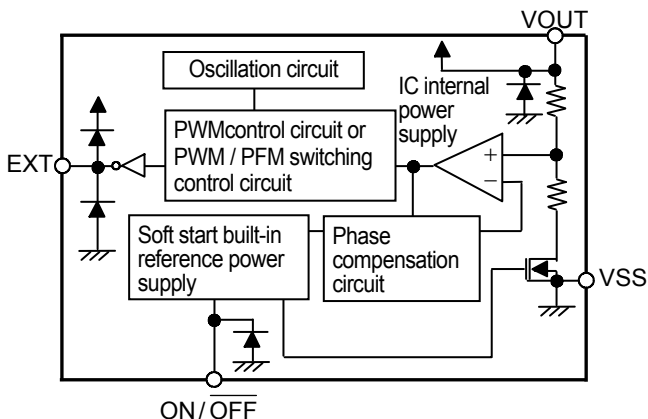 VOUT
Oscillation circuit
IC internal
power
supply
PWMcontrol circuit or
PWM / PFM switching
control circuit
EXT
+
−
Soft start built-in
reference power
supply
Phase
compensation
circuit
VSS
ON/OFF